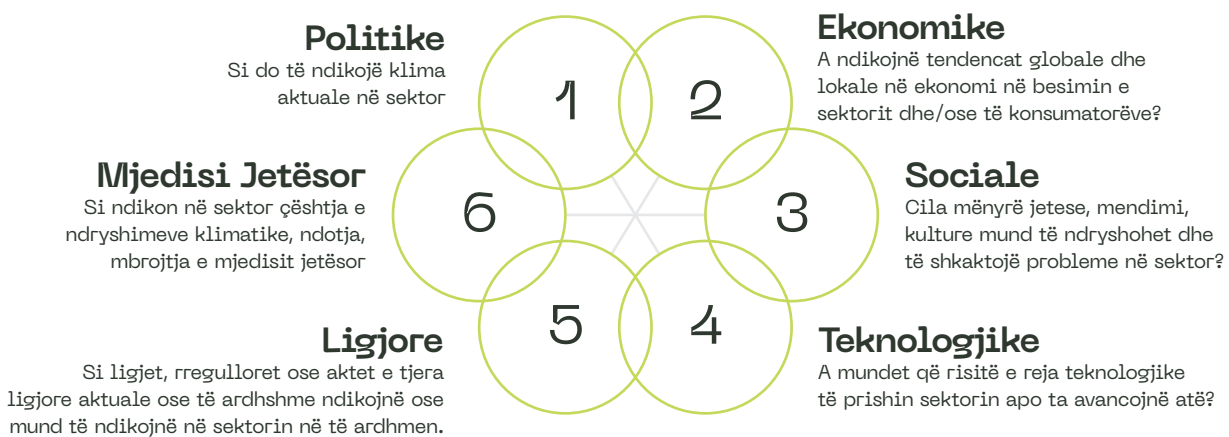 Politike
Si do të ndikojë klima
aktuale në sektor
1
2
Ekonomike
A ndikojnë tendencat globale dhe
lokale në ekonomi në besimin e
sektorit dhe/ose të konsumatorëve?
Mjedisi Jetësor
Si ndikon në sektor çështja e
ndryshimeve klimatike, ndotja,
mbrojtja e mjedisit jetësor
6
3
Sociale
Cila mënyrë jetese, mendimi,
kulture mund të ndryshohet dhe
të shkaktojë probleme në sektor?
Ligjore
Si ligjet, rregulloret ose aktet e tjera
ligjore aktuale ose të ardhshme ndikojnë ose
mund të ndikojnë në sektorin në të ardhmen.
5
4
Teknologjike
A mundet që risitë e reja teknologjike
të prishin sektorin apo ta avancojnë atë?